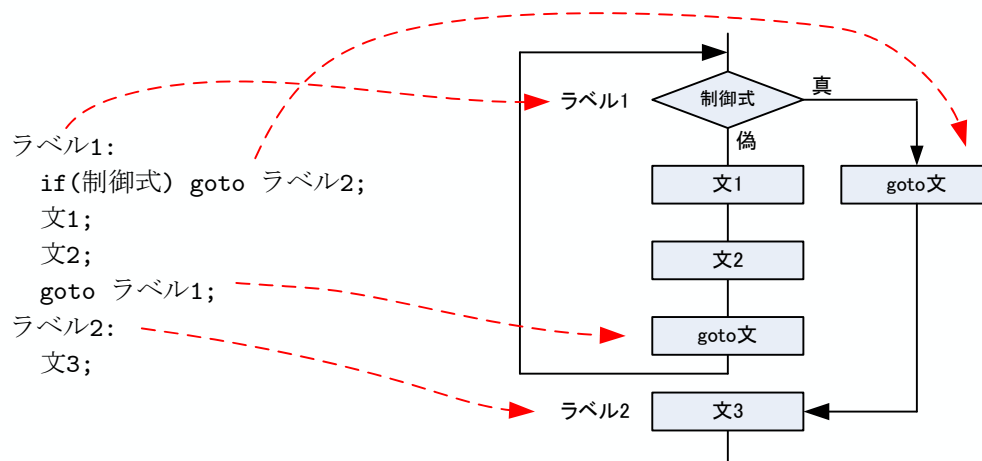 ラベル1:
if(制御式) goto ラベル2;
文1;
文2;
goto ラベル1;
ラベル2:
文3;
ラベル1
制御式
真
偽
文1
goto文
文2
goto文
ラベル2
文3